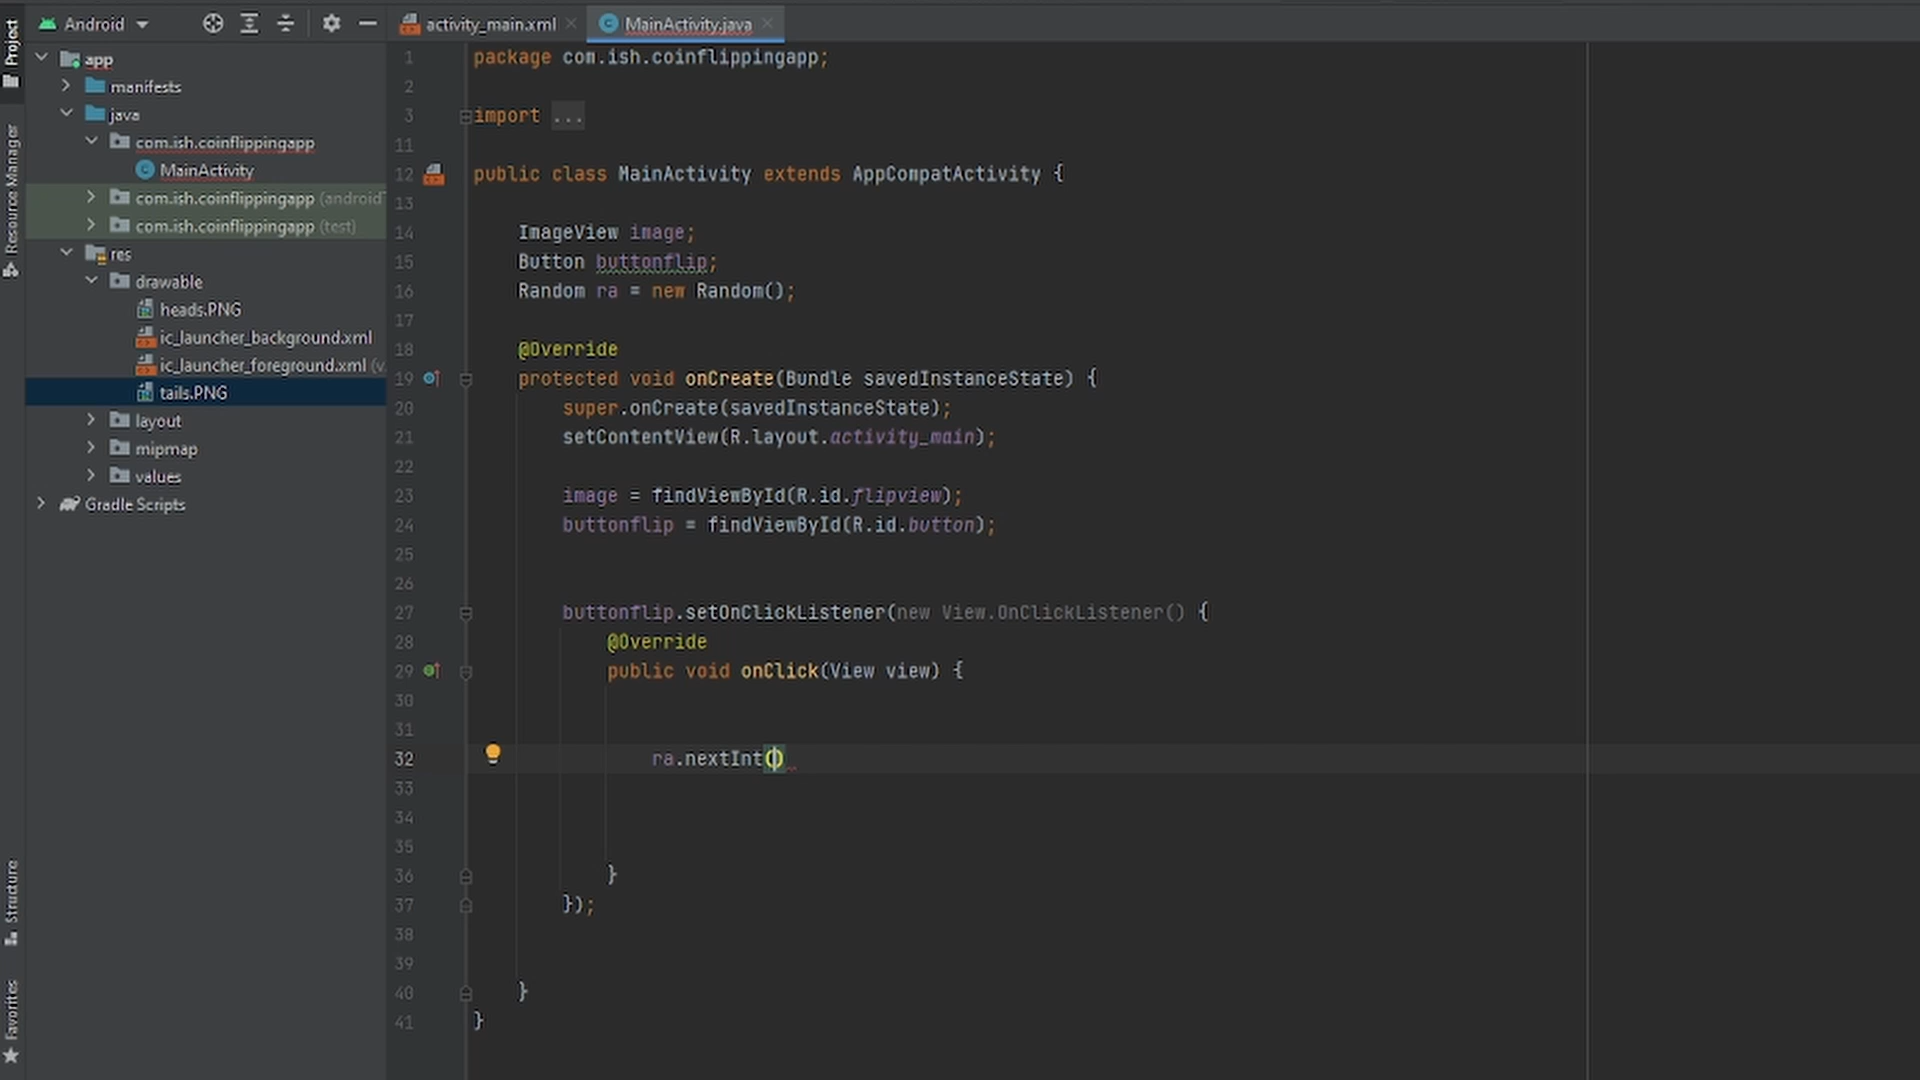 Project
Resource Manager
Structure
Favorites
Android
app
manifests
java
com.ish.coinflippingapp
MainActivity
com.ish.coinflippingapp (android
com.ish.coinflippingapp (test)
res
drawable
heads.PNG
ic_launcher_background.xml
ic_launcher_foreground.xml (v
tails.PNG
layout
mipmap
values
Gradle Scripts
activity_main.xml
MainActivity.java
1 package com.ish.coinflippingapp;
2
3 import ...
11
12 public class MainActivity extends AppCompatActivity {
13
14 ImageView image;
15 Button buttonflip;
16 Random ra = new Random();
17
18 @Override
19 protected void onCreate(Bundle savedInstanceState) {
20 super.onCreate(savedInstanceState);
21 setContentView(R.layout.activity_main);
22
23 image = findViewById(R.id.flipview);
24 buttonflip = findViewById(R.id.button);
25
26
27 buttonflip.setOnClickListener(new View.OnClickListener() {
28 @Override
29 public void onClick(View view) {
30
31
32 ra.nextInt()
33
34
35
36 }
37 });
38
39
40 }
41 }